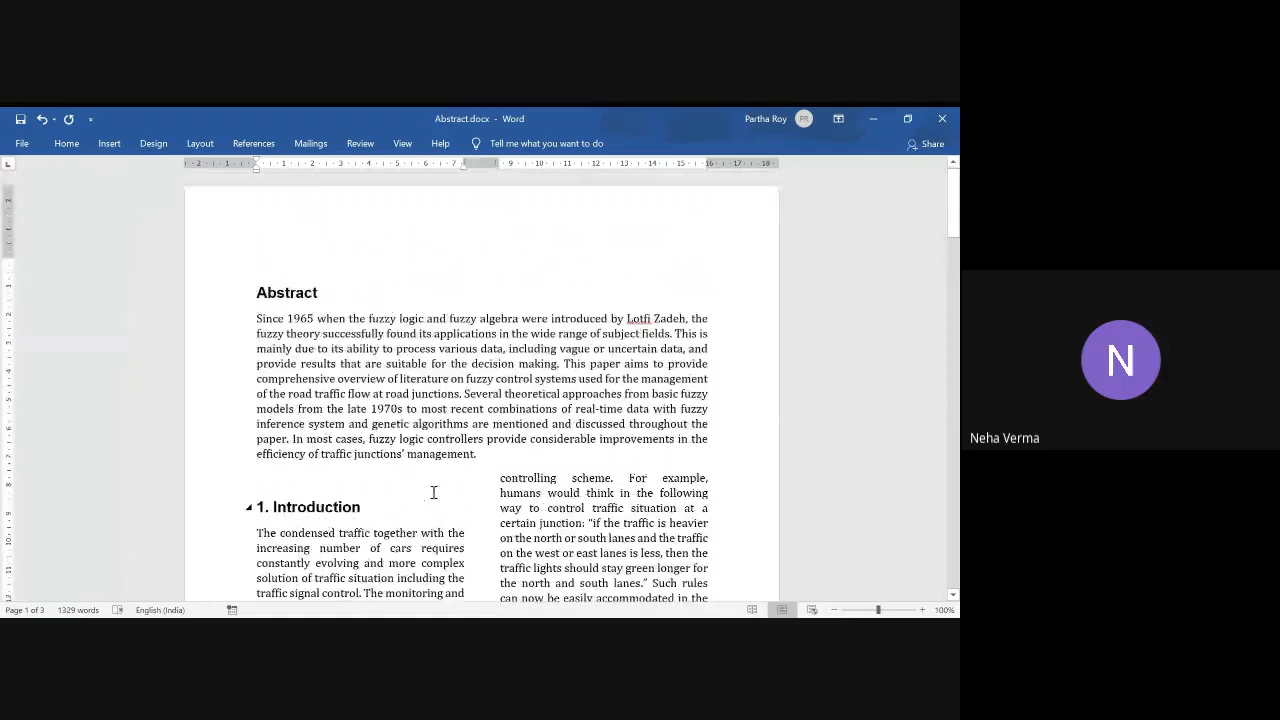 Abstract.docx - Word
Partha Roy
PR
File Home Insert Design Layout References Mailings Review View Help Tell me what you want to do
Share
Abstract
Since 1965 when the fuzzy logic and fuzzy algebra were introduced by Lotfi Zadeh, the
fuzzy theory successfully found its applications in the wide range of subject fields. This is
mainly due to its ability to process various data, including vague or uncertain data, and
provide results that are suitable for the decision making. This paper aims to provide
comprehensive overview of literature on fuzzy control systems used for the management
of the road traffic flow at road junctions. Several theoretical approaches from basic fuzzy
models from the late 1970s to most recent combinations of real-time data with fuzzy
inference system and genetic algorithms are mentioned and discussed throughout the
paper. In most cases, fuzzy logic controllers provide considerable improvements in the
efficiency of traffic junctions' management.
1. Introduction
The condensed traffic together with the
increasing number of cars requires
constantly evolving and more complex
solution of traffic situation including the
traffic signal control. The monitoring and
controlling scheme. For example,
humans would think in the following
way to control traffic situation at a
certain junction: "if the traffic is heavier
on the north or south lanes and the traffic
on the west or east lanes is less, then the
traffic lights should stay green longer for
the north and south lanes." Such rules
can now be easily accommodated in the
Page 1 of 3 1329 words English (India) 100%
N
Neha Verma